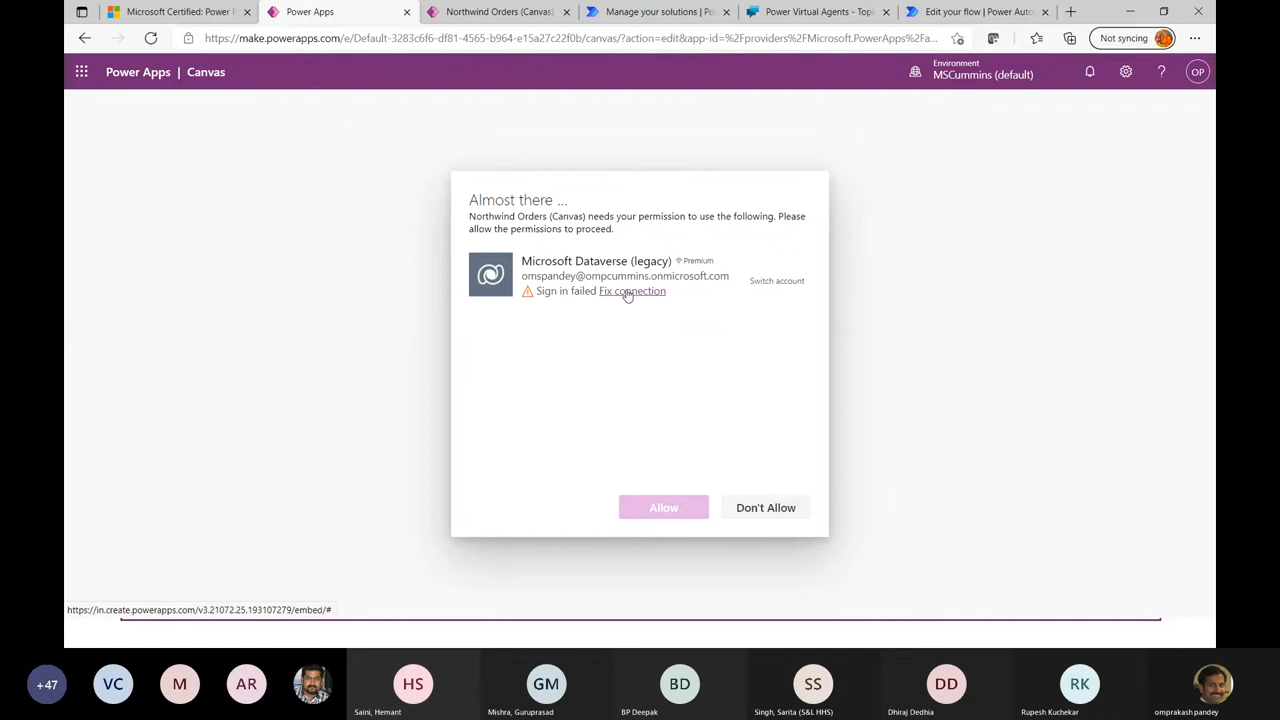 Microsoft Certified: Power P
Power Apps
Northwind Orders (Canvas)
Manage your solutions | Po
Power Virtual Agents - Topi
Edit your flow | Power Auto
https://make.powerapps.com/e/Default-3283c6f6-df81-4565-b964-e15a27c22f0b/canvas/?action=edit&app-id=%2Fproviders%2FMicrosoft.PowerApps%2Fa...
Not syncing
Power Apps | Canvas
Environment
MSCummins (default)
OP
Almost there ...
Northwind Orders (Canvas) needs your permission to use the following. Please
allow the permissions to proceed.
Microsoft Dataverse (legacy) Premium
omspandey@ompcummins.onmicrosoft.com
Switch account
Sign in failed Fix connection
Allow
Don't Allow
https://in.create.powerapps.com/v3.21072.25.193107279/embed/#
+47
VC
M
AR
HS
GM
BD
SS
DD
RK
Saini, Hemant
Mishra, Guruprasad
BP Deepak
Singh, Sarita (S&L HHS)
Dhiraj Dedhia
Rupesh Kuchekar
omprakash pandey